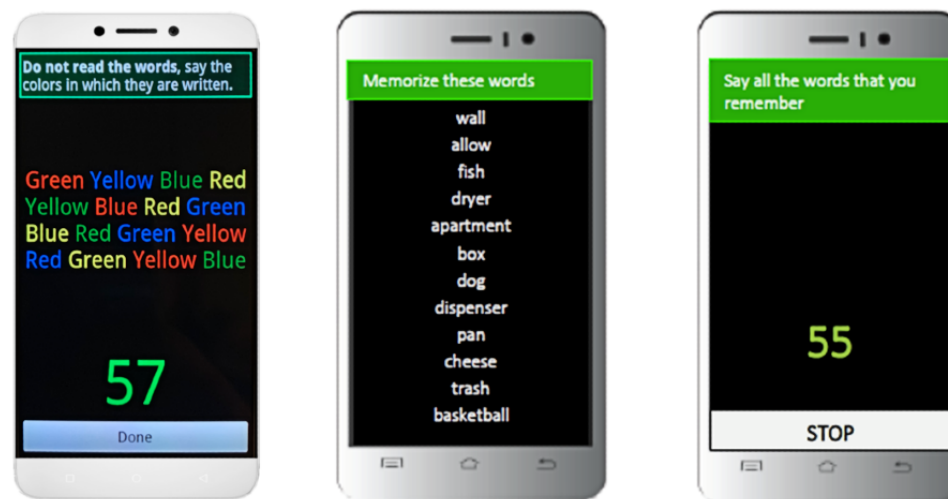 Do not read the words, say the
colors in which they are written.
Green Yellow Blue Red
Yellow Blue Red Green
Blue Red Green Yellow
Red Green Yellow Blue
57
Done
Memorize these words
wall
allow
fish
dryer
apartment
box
dog
dispenser
pan
cheese
trash
basketball
Say all the words that you
remember
55
STOP